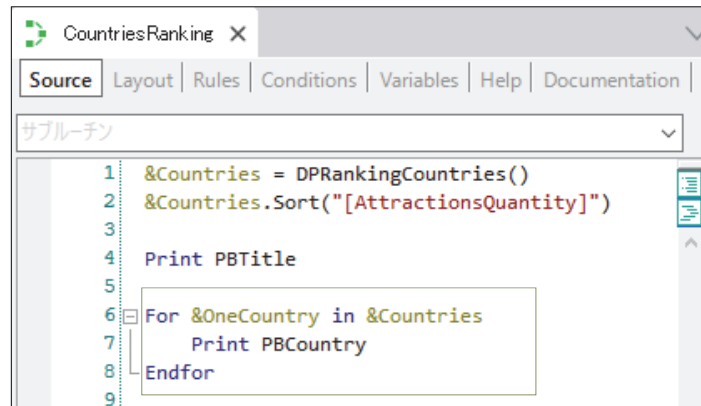 CountriesRanking ✕
Source Layout Rules Conditions Variables Help Documentation
サブルーチン
1 &Countries = DPRankingCountries()
2 &Countries.Sort("[AttractionsQuantity]")
3
4 Print PBTitle
5
6 For &OneCountry in &Countries
7 Print PBCountry
8 Endfor
9